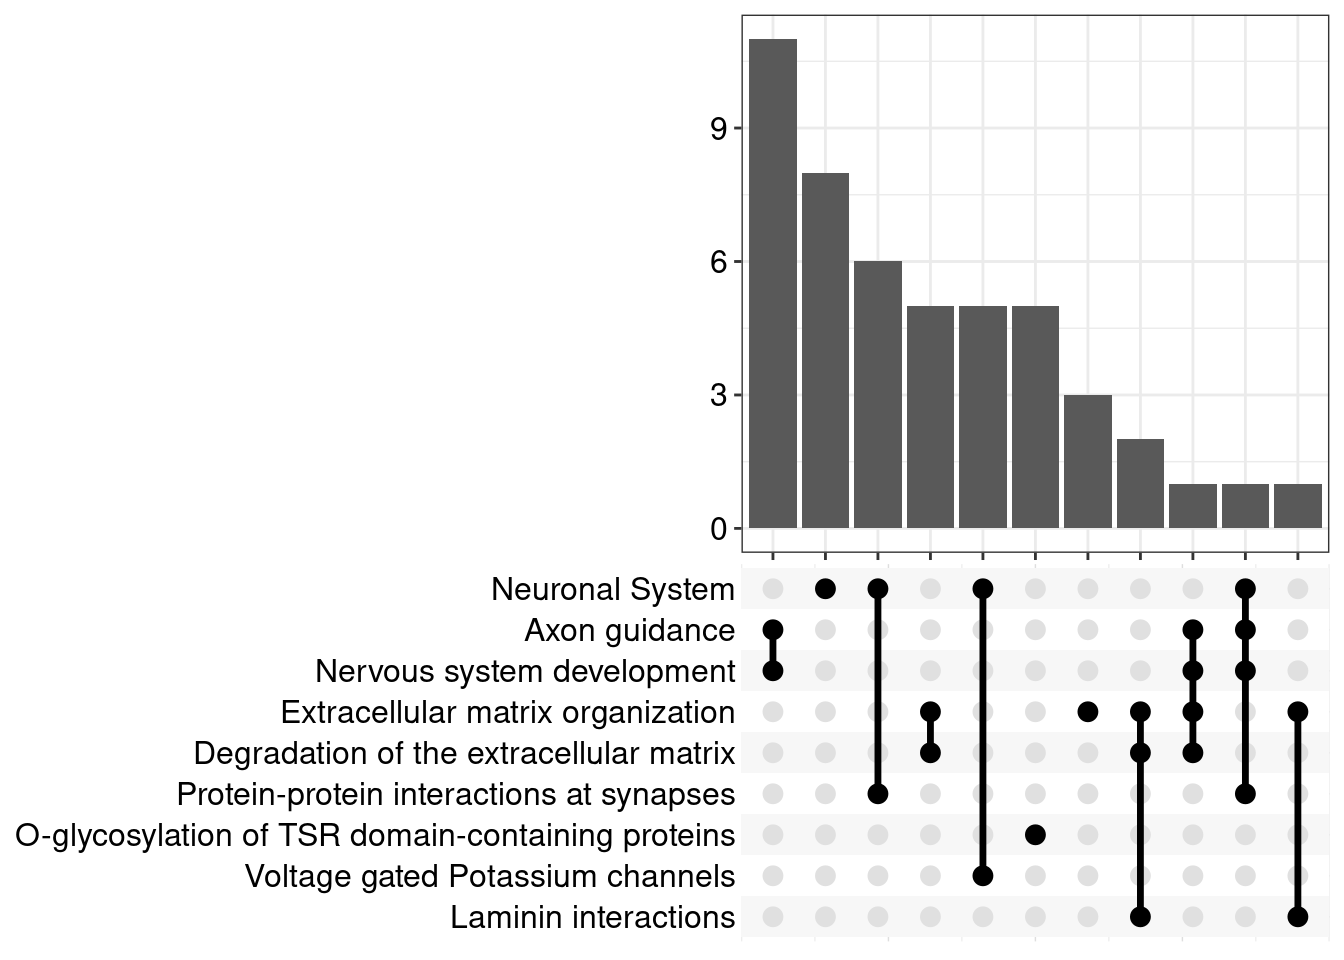 9
6
3
0
Neuronal System
Axon guidance
Nervous system development
Extracellular matrix organization
Degradation of the extracellular matrix
Protein-protein interactions at synapses
O-glycosylation of TSR domain-containing proteins
Voltage gated Potassium channels
Laminin interactions